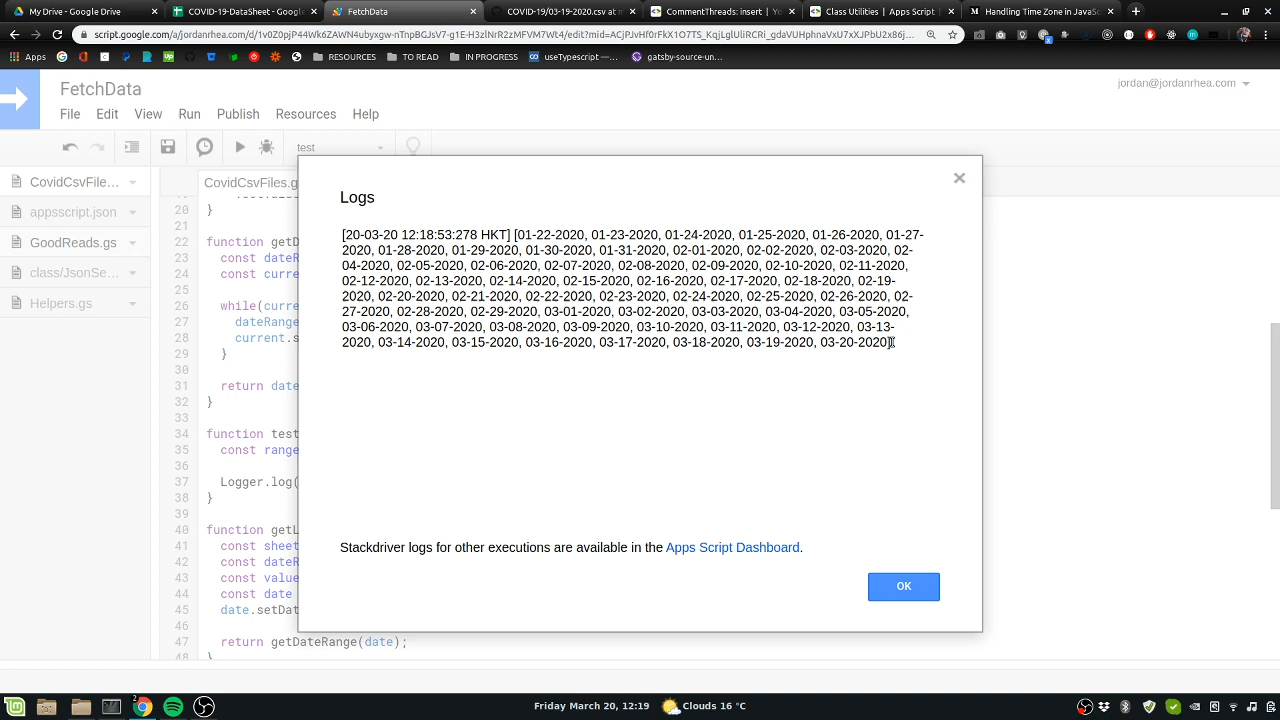 My Drive - Google Drive
COVID-19-DataSheet - Google
FetchData
COVID-19/03-19-2020.csv at m
CommentThreads: insert | Yo
Class Utilities | Apps Script |
Handling Time Zone in JavaSc
Apps
RESOURCES
TO READ
IN PROGRESS
useTypescript —...
gatsby-source-un...
FetchData
jordan@jordanrhea.com
File Edit View Run Publish Resources Help
test
CovidCsvFile...
appsscript.json
GoodReads.gs
class/JsonSe...
Helpers.gs
CovidCsvFiles.g
20 }
21
22 function getD
23 const dateR
24 const curre
25
26 while(curre
27 dateRange
28 current.s
29 }
30
31 return date
32 }
33
34 function test
35 const range
36
37 Logger.log(
38 }
39
40 function getL
41 const sheet
42 const dateR
43 const value
44 const date
45 date.setDat
46
47 return getDateRange(date);
48 }
Logs
[20-03-20 12:18:53:278 HKT] [01-22-2020, 01-23-2020, 01-24-2020, 01-25-2020, 01-26-2020, 01-27-
2020, 01-28-2020, 01-29-2020, 01-30-2020, 01-31-2020, 02-01-2020, 02-02-2020, 02-03-2020, 02-
04-2020, 02-05-2020, 02-06-2020, 02-07-2020, 02-08-2020, 02-09-2020, 02-10-2020, 02-11-2020,
02-12-2020, 02-13-2020, 02-14-2020, 02-15-2020, 02-16-2020, 02-17-2020, 02-18-2020, 02-19-
2020, 02-20-2020, 02-21-2020, 02-22-2020, 02-23-2020, 02-24-2020, 02-25-2020, 02-26-2020, 02-
27-2020, 02-28-2020, 02-29-2020, 03-01-2020, 03-02-2020, 03-03-2020, 03-04-2020, 03-05-2020,
03-06-2020, 03-07-2020, 03-08-2020, 03-09-2020, 03-10-2020, 03-11-2020, 03-12-2020, 03-13-
2020, 03-14-2020, 03-15-2020, 03-16-2020, 03-17-2020, 03-18-2020, 03-19-2020, 03-20-2020]
Stackdriver logs for other executions are available in the Apps Script Dashboard.
OK
Friday March 20, 12:19
Clouds 16 °C